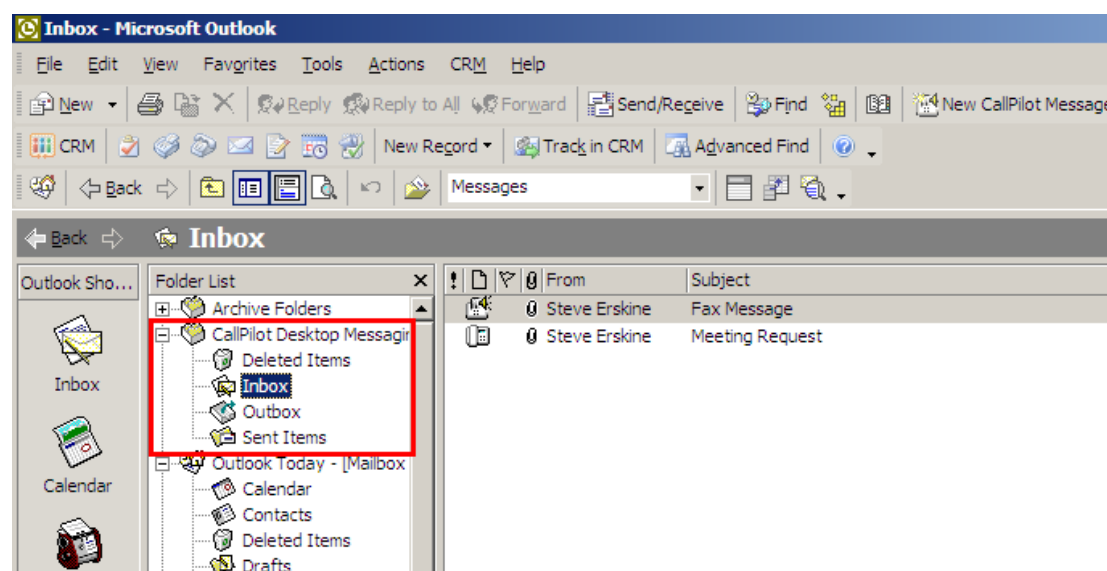 Inbox - Microsoft Outlook
File Edit View Favorites Tools Actions CRM Help
New Reply Reply to All Forward Send/Receive Find New CallPilot Message
CRM New Record Track in CRM Advanced Find
Back Messages
Back Inbox
Outlook Sho... Folder List X ! From Subject
Archive Folders Steve Erskine Fax Message
CallPilot Desktop Messagin Steve Erskine Meeting Request
Deleted Items
Inbox Inbox
Outbox
Sent Items
Outlook Today - [Mailbox
Calendar Calendar
Contacts
Deleted Items
Drafts